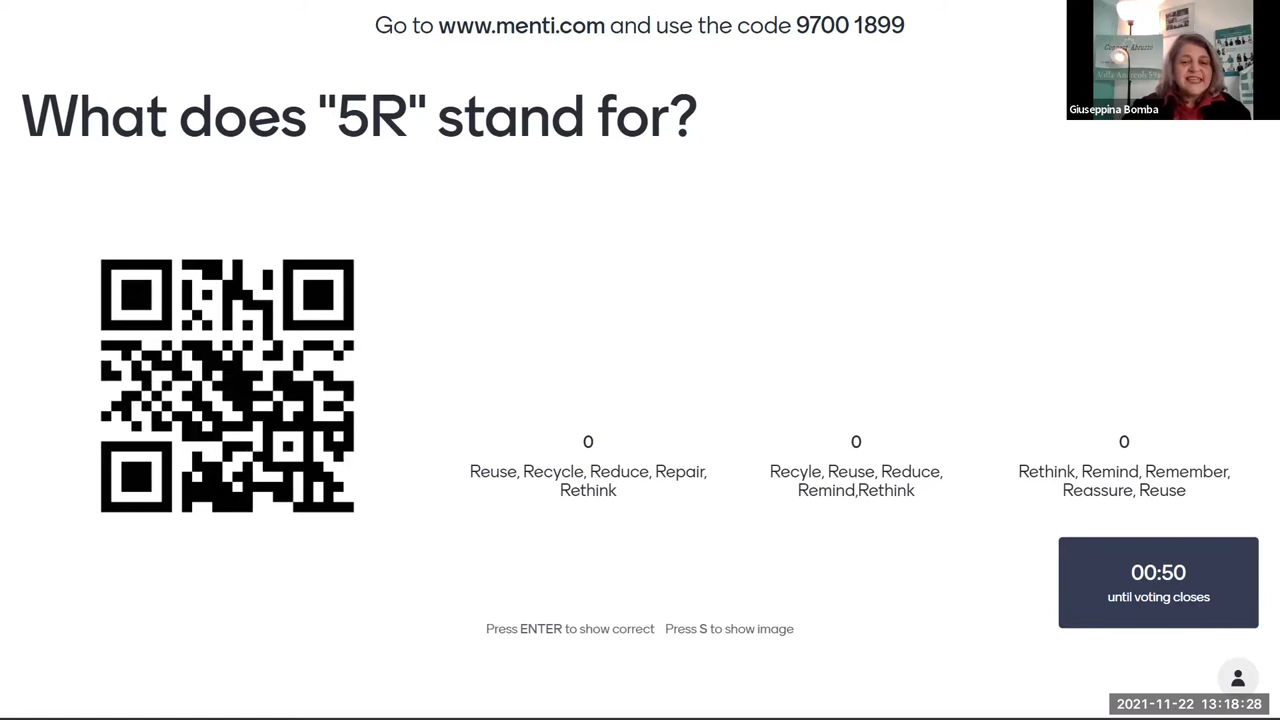 Go to www.menti.com and use the code 9700 1899
What does "5R" stand for?
Giuseppina Bomba
0
Reuse, Recycle, Reduce, Repair,
Rethink
0
Recyle, Reuse, Reduce,
Remind,Rethink
0
Rethink, Remind, Remember,
Reassure, Reuse
00:50
until voting closes
Press ENTER to show correct Press S to show image
2021-11-22 13:18:28